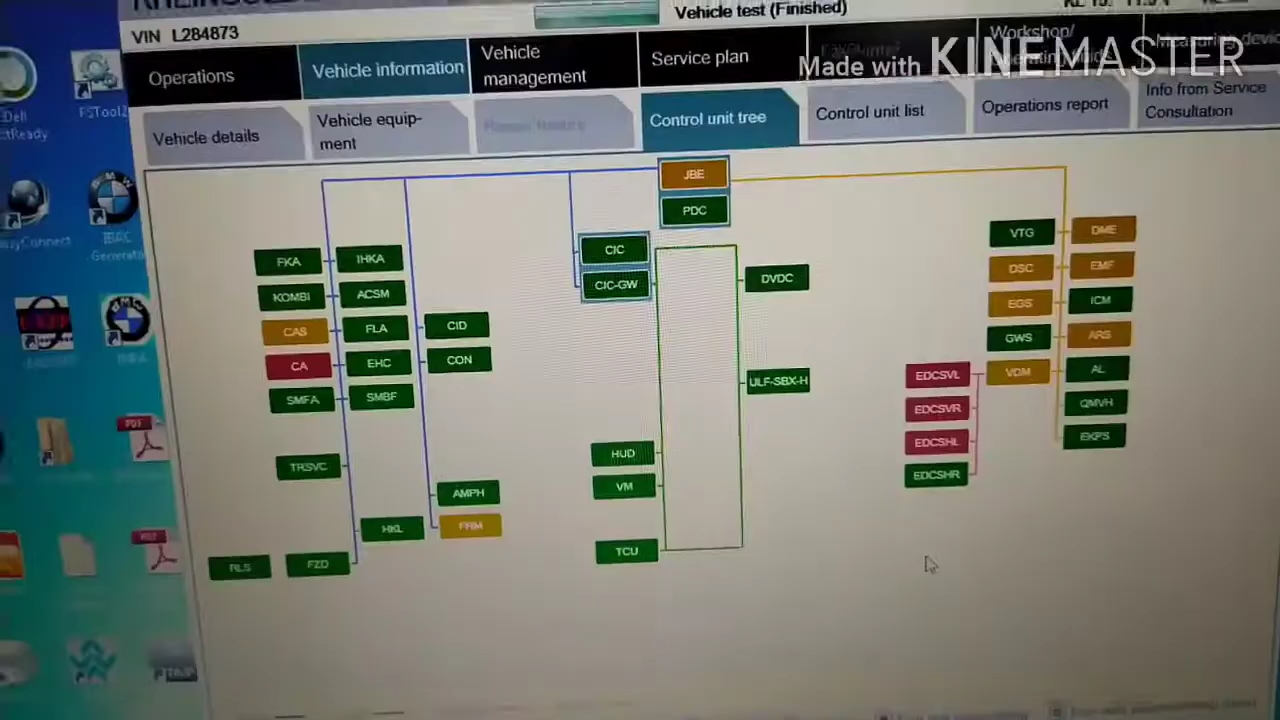 Vehicle test (Finished)
VIN L284873
Made with KINEMASTER
Operations
Vehicle information
Vehicle
management
Service plan
Workshop/
Vehicle details
Vehicle equip-
ment
Control unit tree
Control unit list
Operations report
Info from Service
Consultation
JBE
PDC
FKA
IHKA
CIC
DVDC
VTG
DME
KOMBI
ACSM
CIC-GW
DSC
EMF
CAS
FLA
CID
EGS
ICM
CA
EHC
CON
GWS
ARS
SMFA
SMBF
ULF-SBX-H
EDCSVL
VDM
AL
EDCSVR
QMVH
EDCSHL
EKPS
TRSVC
HUD
EDCSHR
AMPH
VM
HKL
FRM
RLS
FZD
TCU
Dell
FSTool2